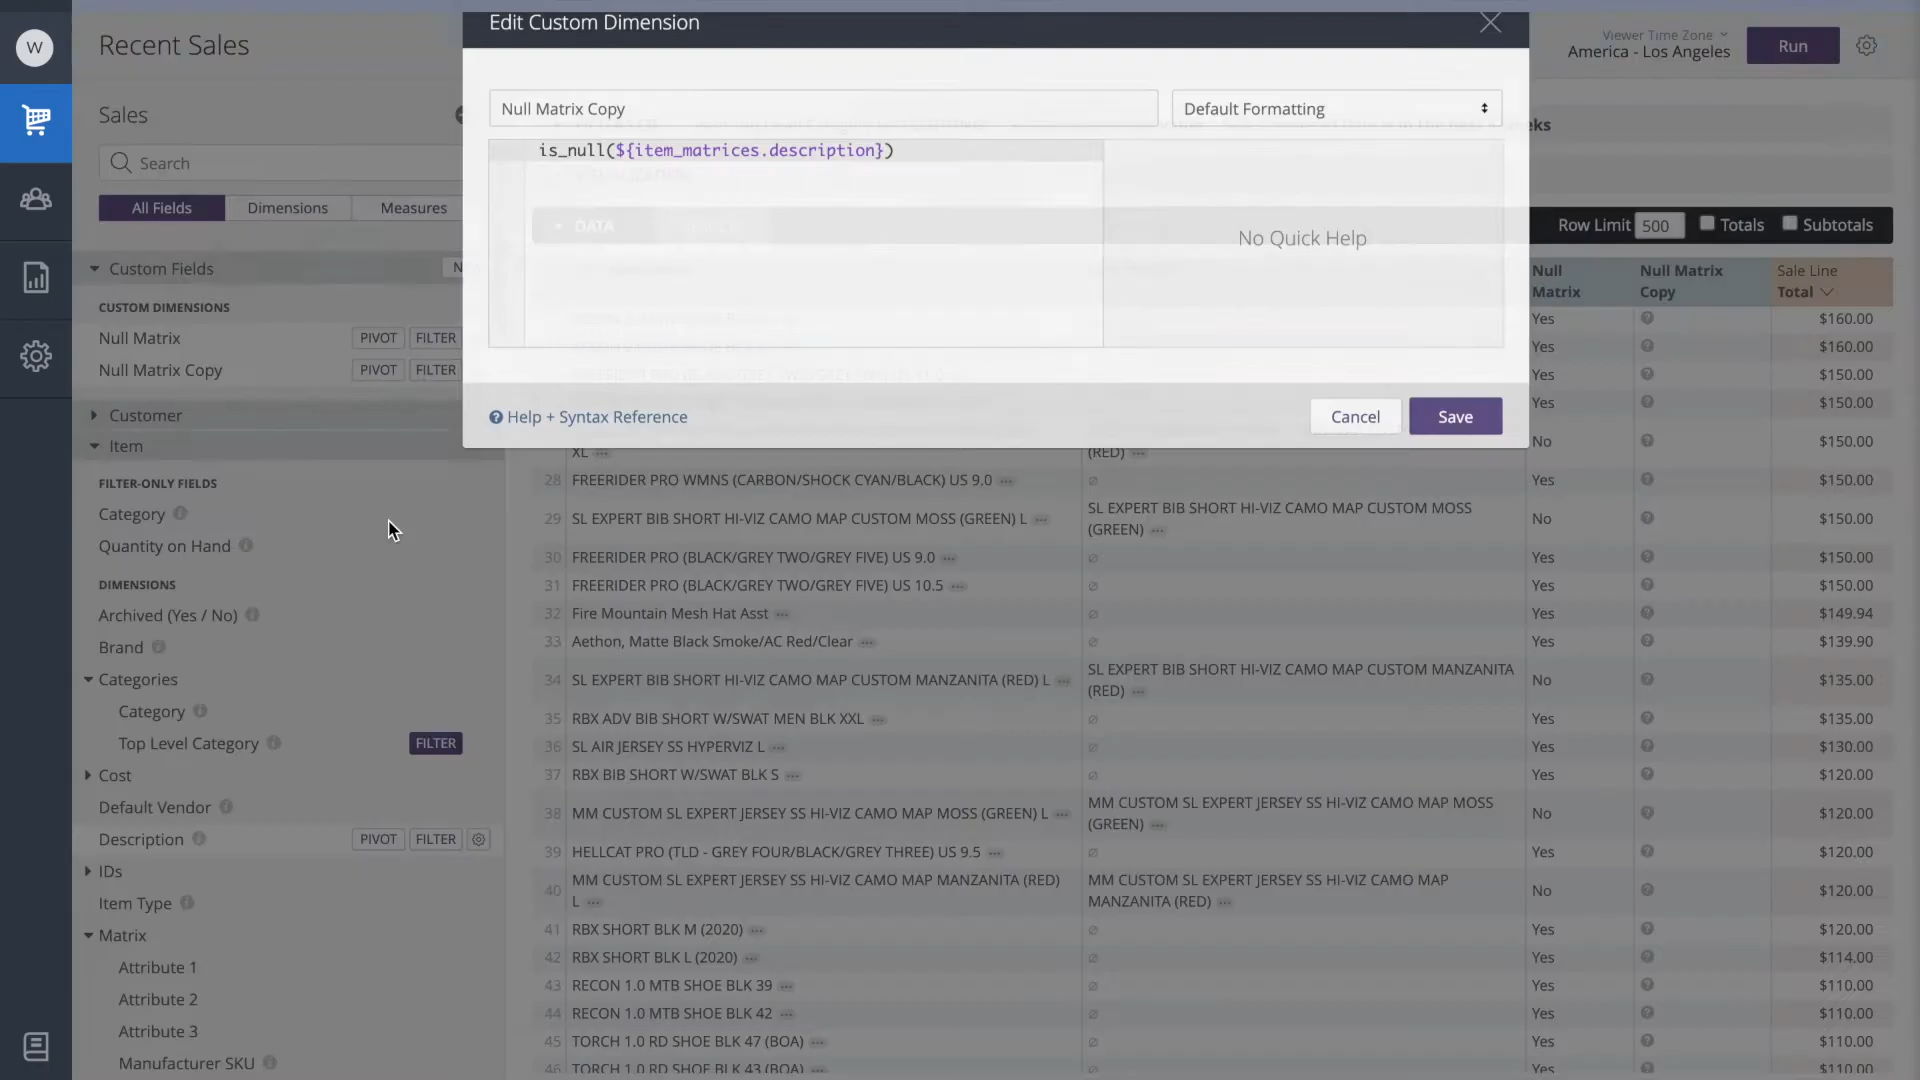 W
Recent Sales
Edit Custom Dimension
Viewer Time Zone
America - Los Angeles
Run
Sales
Search
All Fields
Dimensions
Measures
Null Matrix Copy
Default Formatting
is_null(${item_matrices.description})
DATA
No Quick Help
Help + Syntax Reference
Cancel
Save
Row Limit 500 Totals Subtotals
Custom Fields
CUSTOM DIMENSIONS
Null Matrix PIVOT FILTER
Null Matrix Copy PIVOT FILTER
Customer
Item
FILTER-ONLY FIELDS
Category
Quantity on Hand
DIMENSIONS
Archived (Yes / No)
Brand
Categories
Category
Top Level Category FILTER
Cost
Default Vendor
Description PIVOT FILTER
IDs
Item Type
Matrix
Attribute 1
Attribute 2
Attribute 3
Manufacturer SKU
Null Matrix Null Matrix Copy Sale Line Total
Yes $160.00
Yes $160.00
Yes $150.00
Yes $150.00
XL ... (RED) ... No $150.00
28 FREERIDER PRO WMNS (CARBON/SHOCK CYAN/BLACK) US 9.0 ... ∅ Yes $150.00
29 SL EXPERT BIB SHORT HI-VIZ CAMO MAP CUSTOM MOSS (GREEN) L ... SL EXPERT BIB SHORT HI-VIZ CAMO MAP CUSTOM MOSS
(GREEN) ... No $150.00
30 FREERIDER PRO (BLACK/GREY TWO/GREY FIVE) US 9.0 ... ∅ Yes $150.00
31 FREERIDER PRO (BLACK/GREY TWO/GREY FIVE) US 10.5 ... ∅ Yes $150.00
32 Fire Mountain Mesh Hat Asst ... ∅ Yes $149.94
33 Aethon, Matte Black Smoke/AC Red/Clear ... ∅ Yes $139.90
34 SL EXPERT BIB SHORT HI-VIZ CAMO MAP CUSTOM MANZANITA (RED) L ... SL EXPERT BIB SHORT HI-VIZ CAMO MAP CUSTOM MANZANITA
(RED) ... No $135.00
35 RBX ADV BIB SHORT W/SWAT MEN BLK XXL ... ∅ Yes $135.00
36 SL AIR JERSEY SS HYPERVIZ L ... ∅ Yes $130.00
37 RBX BIB SHORT W/SWAT BLK S ... ∅ Yes $120.00
38 MM CUSTOM SL EXPERT JERSEY SS HI-VIZ CAMO MAP MOSS (GREEN) L ... MM CUSTOM SL EXPERT JERSEY SS HI-VIZ CAMO MAP MOSS
(GREEN) ... No $120.00
39 HELLCAT PRO (TLD - GREY FOUR/BLACK/GREY THREE) US 9.5 ... ∅ Yes $120.00
40 MM CUSTOM SL EXPERT JERSEY SS HI-VIZ CAMO MAP MANZANITA (RED) MM CUSTOM SL EXPERT JERSEY SS HI-VIZ CAMO MAP
L ... MANZANITA (RED) ... No $120.00
41 RBX SHORT BLK M (2020) ... ∅ Yes $120.00
42 RBX SHORT BLK L (2020) ... ∅ Yes $114.00
43 RECON 1.0 MTB SHOE BLK 39 ... ∅ Yes $110.00
44 RECON 1.0 MTB SHOE BLK 42 ... ∅ Yes $110.00
45 TORCH 1.0 RD SHOE BLK 47 (BOA) ... ∅ Yes $110.00
46 TORCH 1.0 RD SHOE BLK 43 (BOA) ... ∅ Yes $110.00